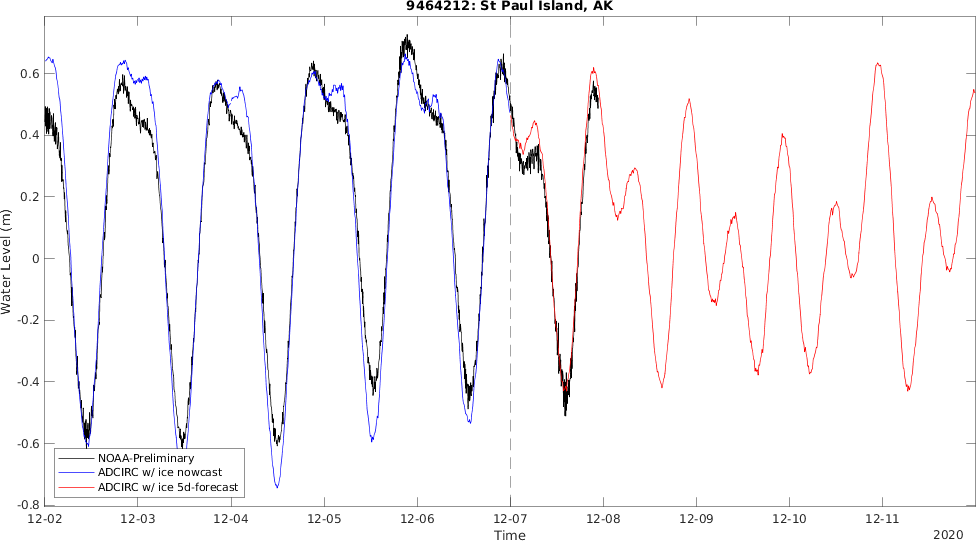 9464212: St Paul Island, AK
Water Level (m)
0.6
0.4
0.2
0
-0.2
-0.4
-0.6
-0.8
NOAA-Preliminary
ADCIRC w/ ice nowcast
ADCIRC w/ ice 5d-forecast
12-02 12-03 12-04 12-05 12-06 12-07 12-08 12-09 12-10 12-11
Time
2020